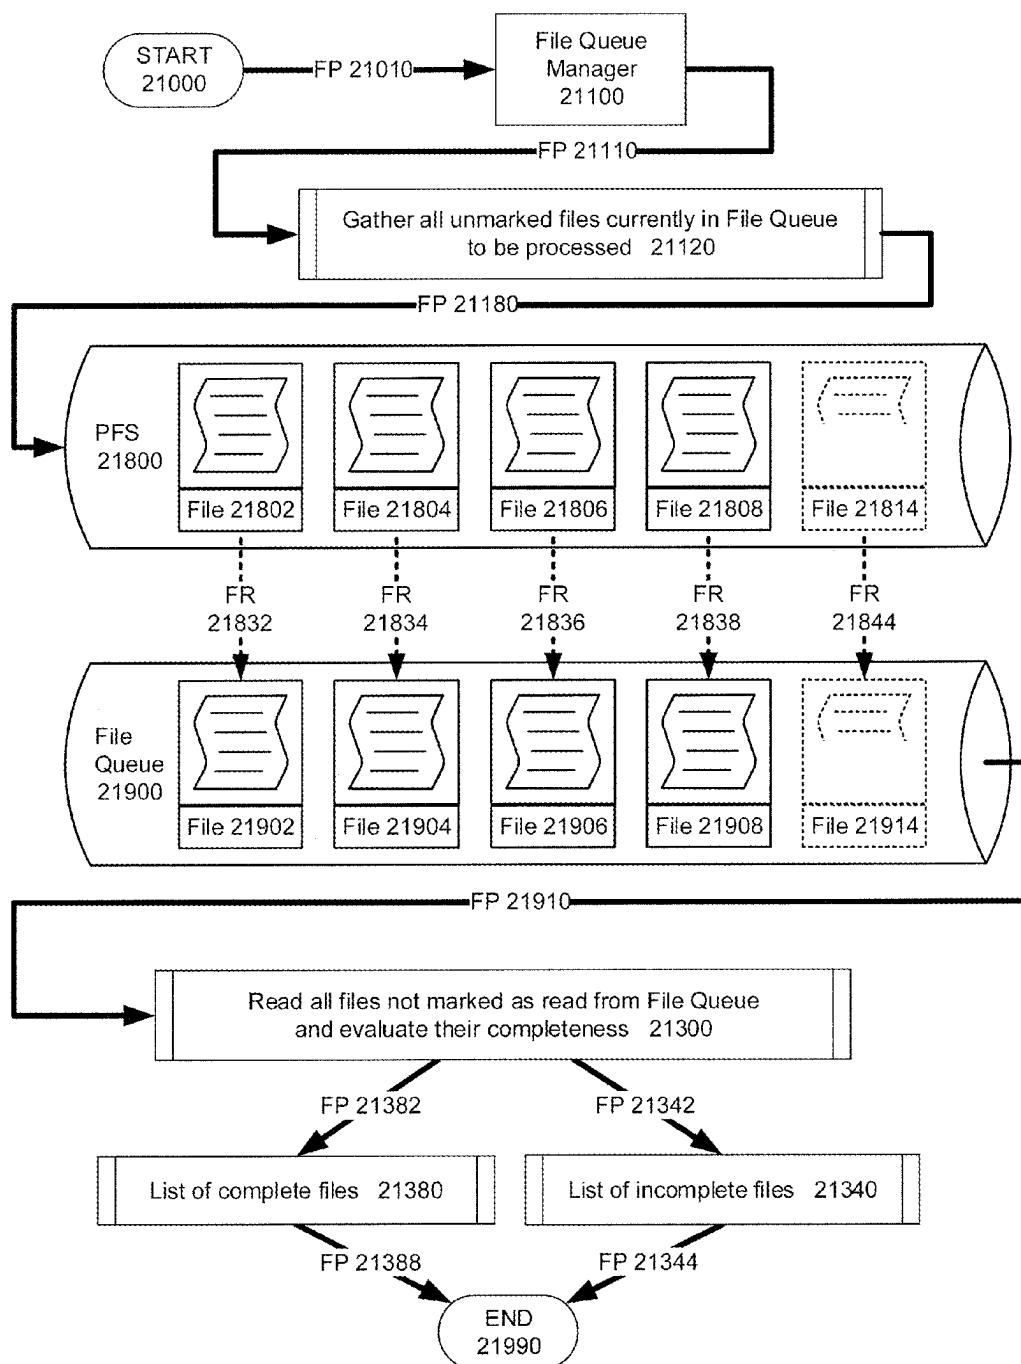 START
21000
FP 21010
File Queue
Manager
21100
FP 21110
Gather all unmarked files currently in File Queue
to be processed 21120
FP 21180
PFS
21800
File 21802
File 21804
File 21806
File 21808
File 21814
FR
21832
FR
21834
FR
21836
FR
21838
FR
21844
File
Queue
21900
File 21902
File 21904
File 21906
File 21908
File 21914
FP 21910
Read all files not marked as read from File Queue
and evaluate their completeness 21300
FP 21382
FP 21342
List of complete files 21380
List of incomplete files 21340
FP 21388
FP 21344
END
21990